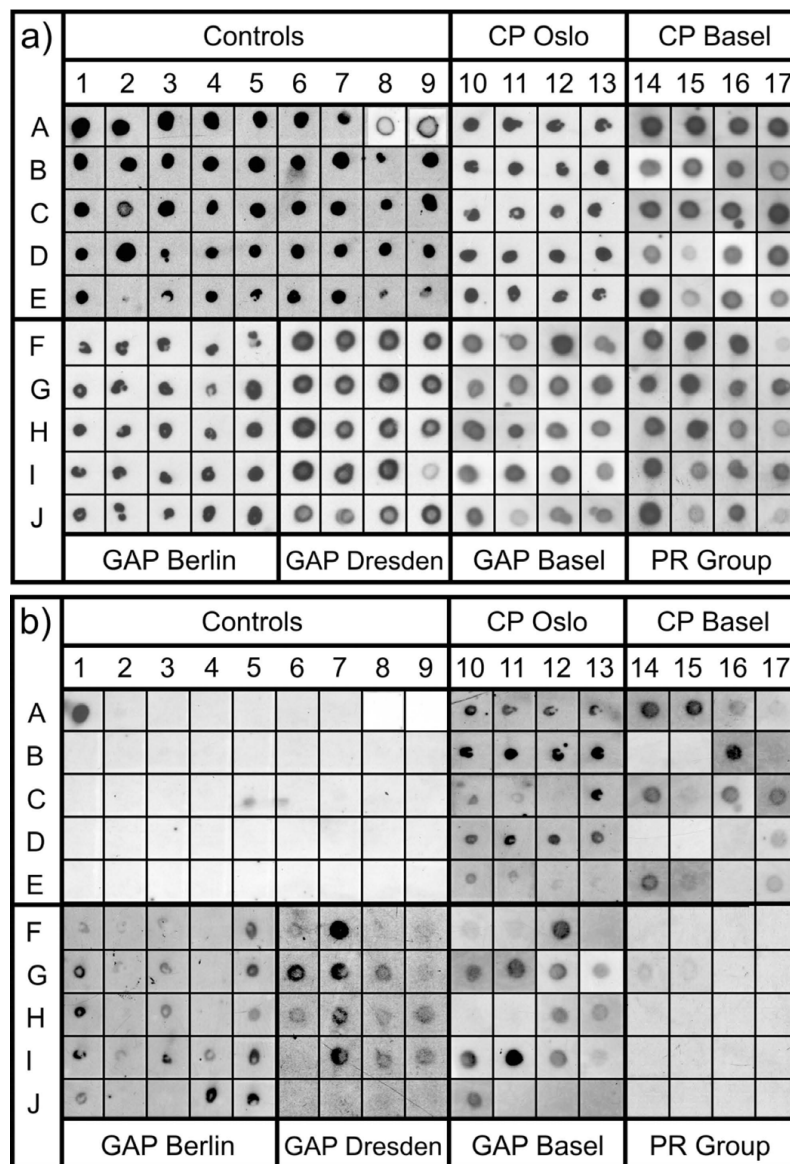 a)
Controls CP Oslo CP Basel
1 2 3 4 5 6 7 8 9 10 11 12 13 14 15 16 17
A
B
C
D
E
F
G
H
I
J
GAP Berlin GAP Dresden GAP Basel PR Group
b)
Controls CP Oslo CP Basel
1 2 3 4 5 6 7 8 9 10 11 12 13 14 15 16 17
A
B
C
D
E
F
G
H
I
J
GAP Berlin GAP Dresden GAP Basel PR Group